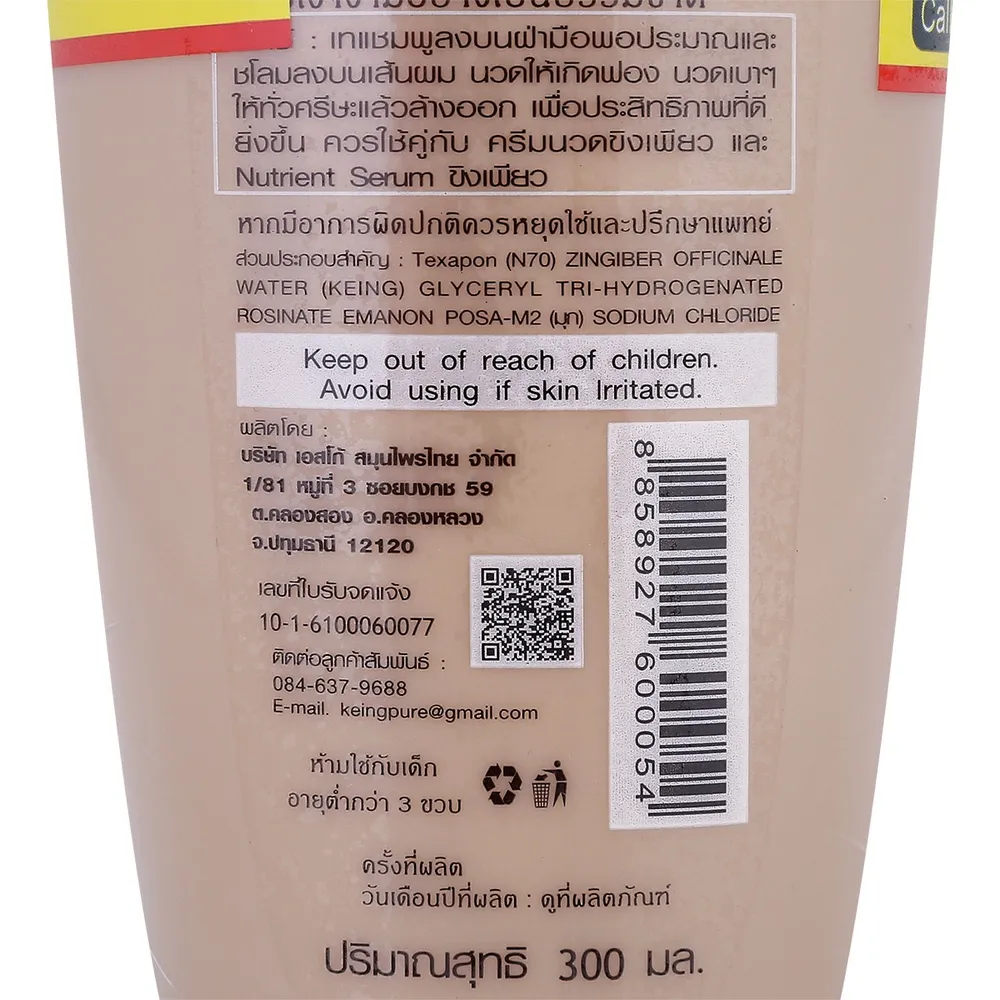 : เทแชมพูลงบนฝ่ามือพอประมาณและ
ชโลมลงบนเส้นผม นวดให้เกิดฟอง นวดเบาๆ
ให้ทั่วศรีษะแล้วล้างออก เพื่อประสิทธิภาพที่ดี
ยิ่งขึ้น ควรใช้คู่กับ ครีมนวดขิงเพียว และ
Nutrient Serum ขิงเพียว
หากมีอาการผิดปกติควรหยุดใช้และปรึกษาแพทย์
ส่วนประกอบสำคัญ : Texapon (N70) ZINGIBER OFFICINALE
WATER (KEING) GLYCERYL TRI-HYDROGENATED
ROSINATE EMANON POSA-M2 (มุก) SODIUM CHLORIDE
Keep out of reach of children.
Avoid using if skin Irritated.
ผลิตโดย :
บริษัท เอสโก้ สมุนไพรไทย จำกัด
1/81 หมู่ที่ 3 ซอยบงกช 59
ต.คลองสอง อ.คลองหลวง
จ.ปทุมธานี 12120
เลขที่ใบรับจดแจ้ง
10-1-6100060077
ติดต่อลูกค้าสัมพันธ์ :
084-637-9688
E-mail. keingpure@gmail.com
8 858927 600054
ห้ามใช้กับเด็ก
อายุต่ำกว่า 3 ขวบ
ครั้งที่ผลิต
วันเดือนปีที่ผลิต : ดูที่ผลิตภัณฑ์
ปริมาณสุทธิ 300 มล.